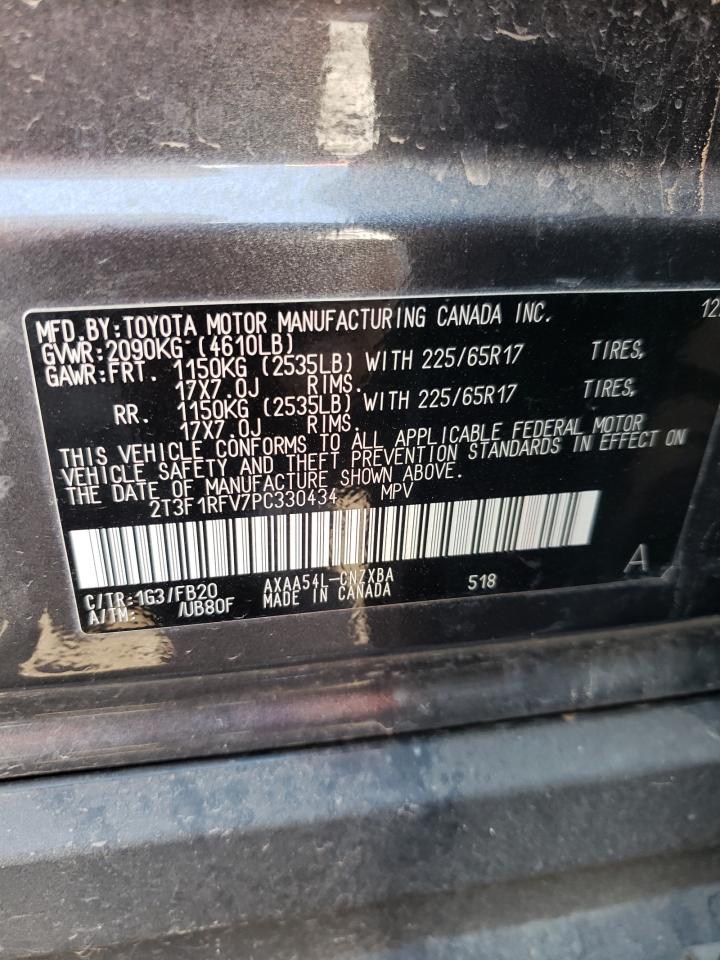 MFD.BY:TOYOTA MOTOR MANUFACTURING CANADA INC.
GVWR:2090KG (4610LB)
GAWR:FRT. 1150KG (2535LB) WITH 225/65R17 TIRES,
17X7.0J RIMS.
RR. 1150KG (2535LB) WITH 225/65R17 TIRES,
17X7.0J RIMS.
THIS VEHICLE CONFORMS TO ALL APPLICABLE FEDERAL MOTOR
VEHICLE SAFETY AND THEFT PREVENTION STANDARDS IN EFFECT ON
THE DATE OF MANUFACTURE SHOWN ABOVE.
2T3F1RFV7PC330434 MPV
C/TR:1G3/FB20 AXAA54L-CNZXBA 518 A
A/TM: /UB80F MADE IN CANADA